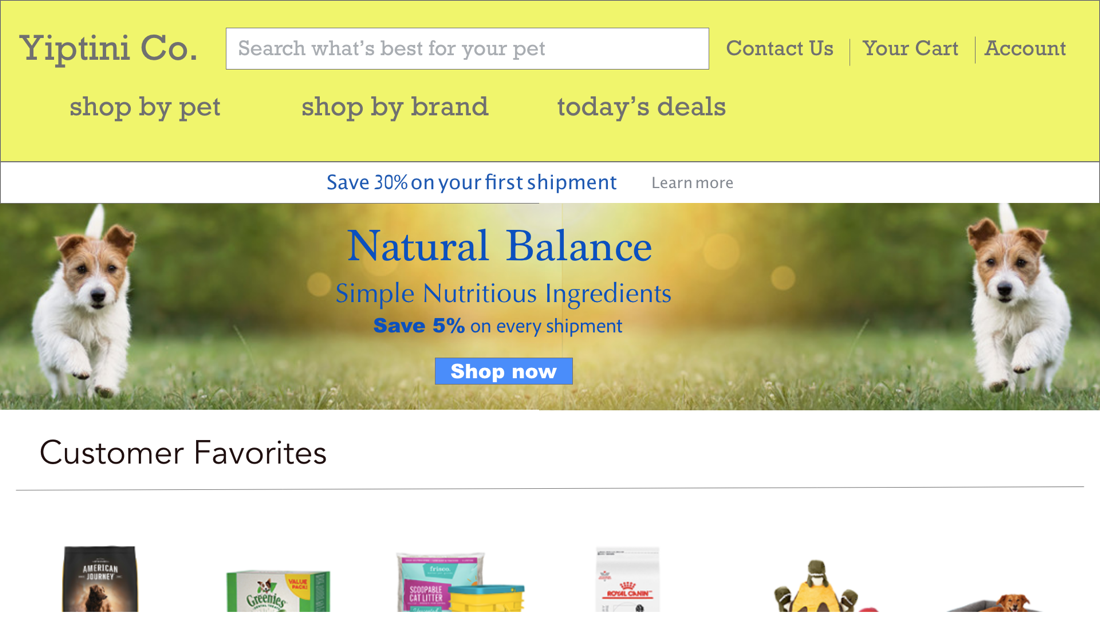 Yiptini Co.
Search what's best for your pet
Contact Us
Your Cart
Account
shop by pet
shop by brand
today's deals
Save 30% on your first shipment
Learn more
Natural Balance
Simple Nutritious Ingredients
Save 5% on every shipment
Shop now
Customer Favorites
AMERICAN
JOURNEY
Greenies
VALUE
PACK!
Frisco
SCOOPABLE
CAT LITTER
ROYAL CANIN